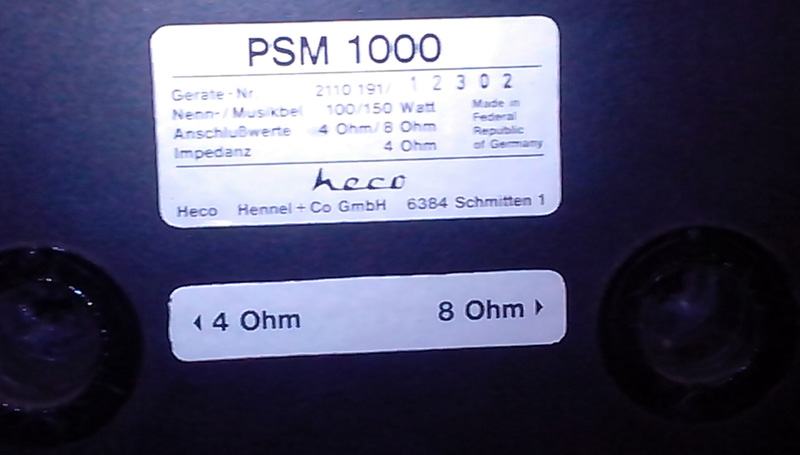 PSM 1000
Geräte-Nr 2110 191/ 1 2 3 0 2
Nenn-/Musikbel 100/150 Watt
Anschlußwerte 4 Ohm/8 Ohm
Impedanz 4 Ohm
Made in
Federal
Republic
of Germany
heco
Heco Hennel+Co GmbH 6384 Schmitten 1
4 Ohm 8 Ohm